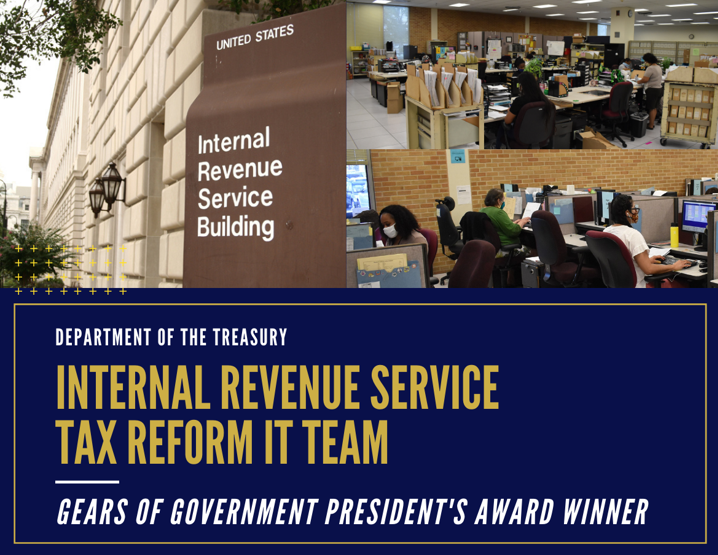 UNITED STATES
Internal
Revenue
Service
Building
DEPARTMENT OF THE TREASURY
INTERNAL REVENUE SERVICE
TAX REFORM IT TEAM
GEARS OF GOVERNMENT PRESIDENT'S AWARD WINNER